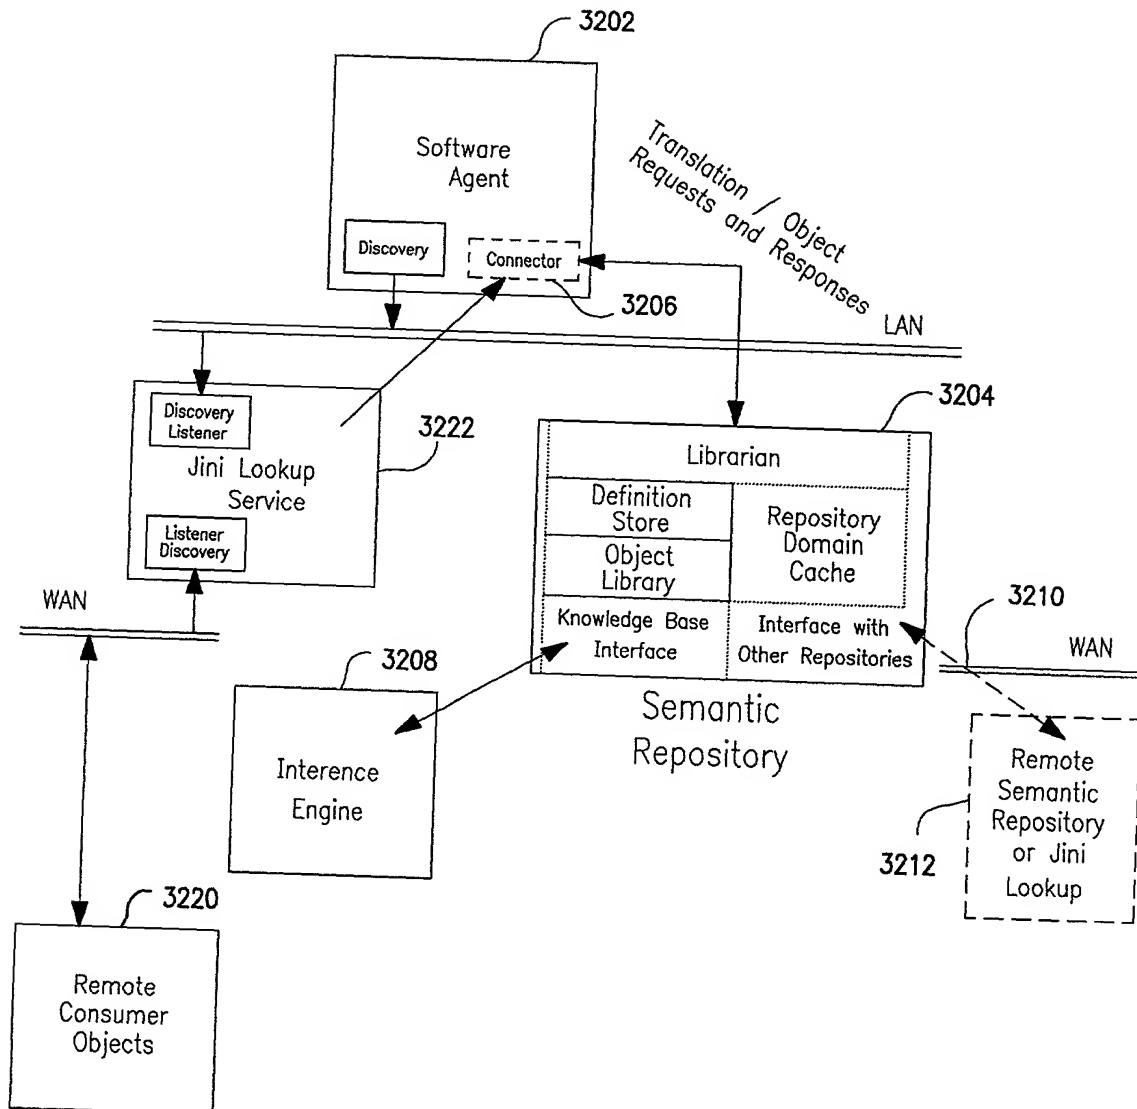 3202
Software
Agent
Discovery
Connector
3206
Translation / Object
Requests and Responses
LAN
Discovery
Listener
3222
Jini Lookup
Service
Listener
Discovery
3204
Librarian
Definition
Store
Object
Library
Repository
Domain
Cache
Knowledge Base
Interface
Interface with
Other Repositories
Semantic
Repository
WAN
3208
Interence
Engine
3210
WAN
Remote
Semantic
Repository
or Jini
Lookup
3212
3220
Remote
Consumer
Objects